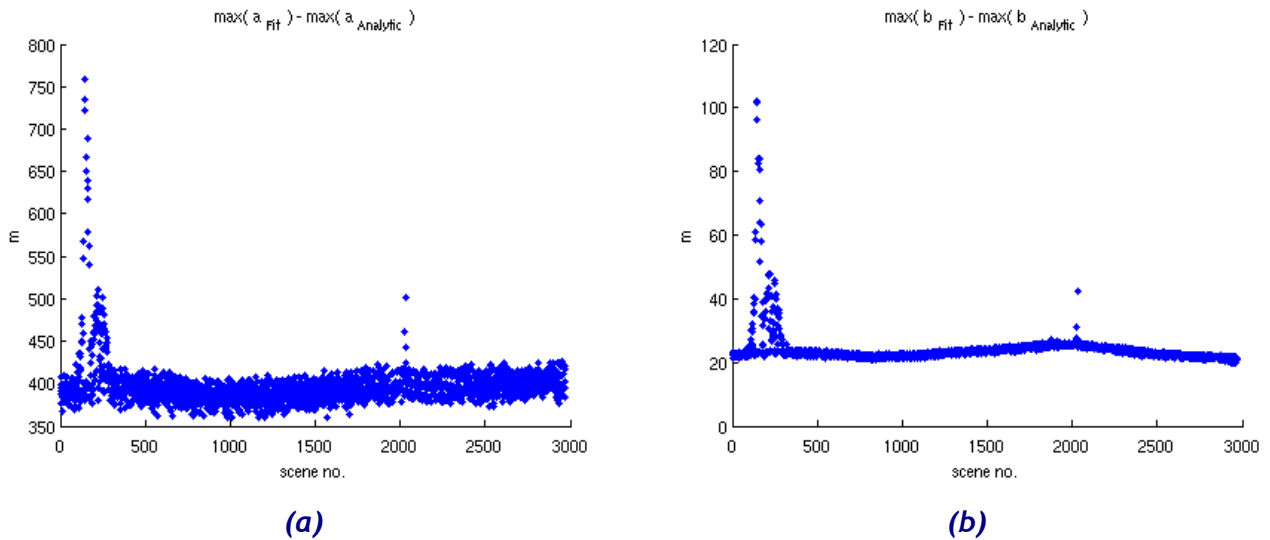 max( a Fit ) - max( a Analytic )
800
750
700
650
600
550
500
450
400
350
m
0 500 1000 1500 2000 2500 3000
scene no.
(a)
max( b Fit ) - max( b Analytic )
120
100
80
60
40
20
0
m
0 500 1000 1500 2000 2500 3000
scene no.
(b)